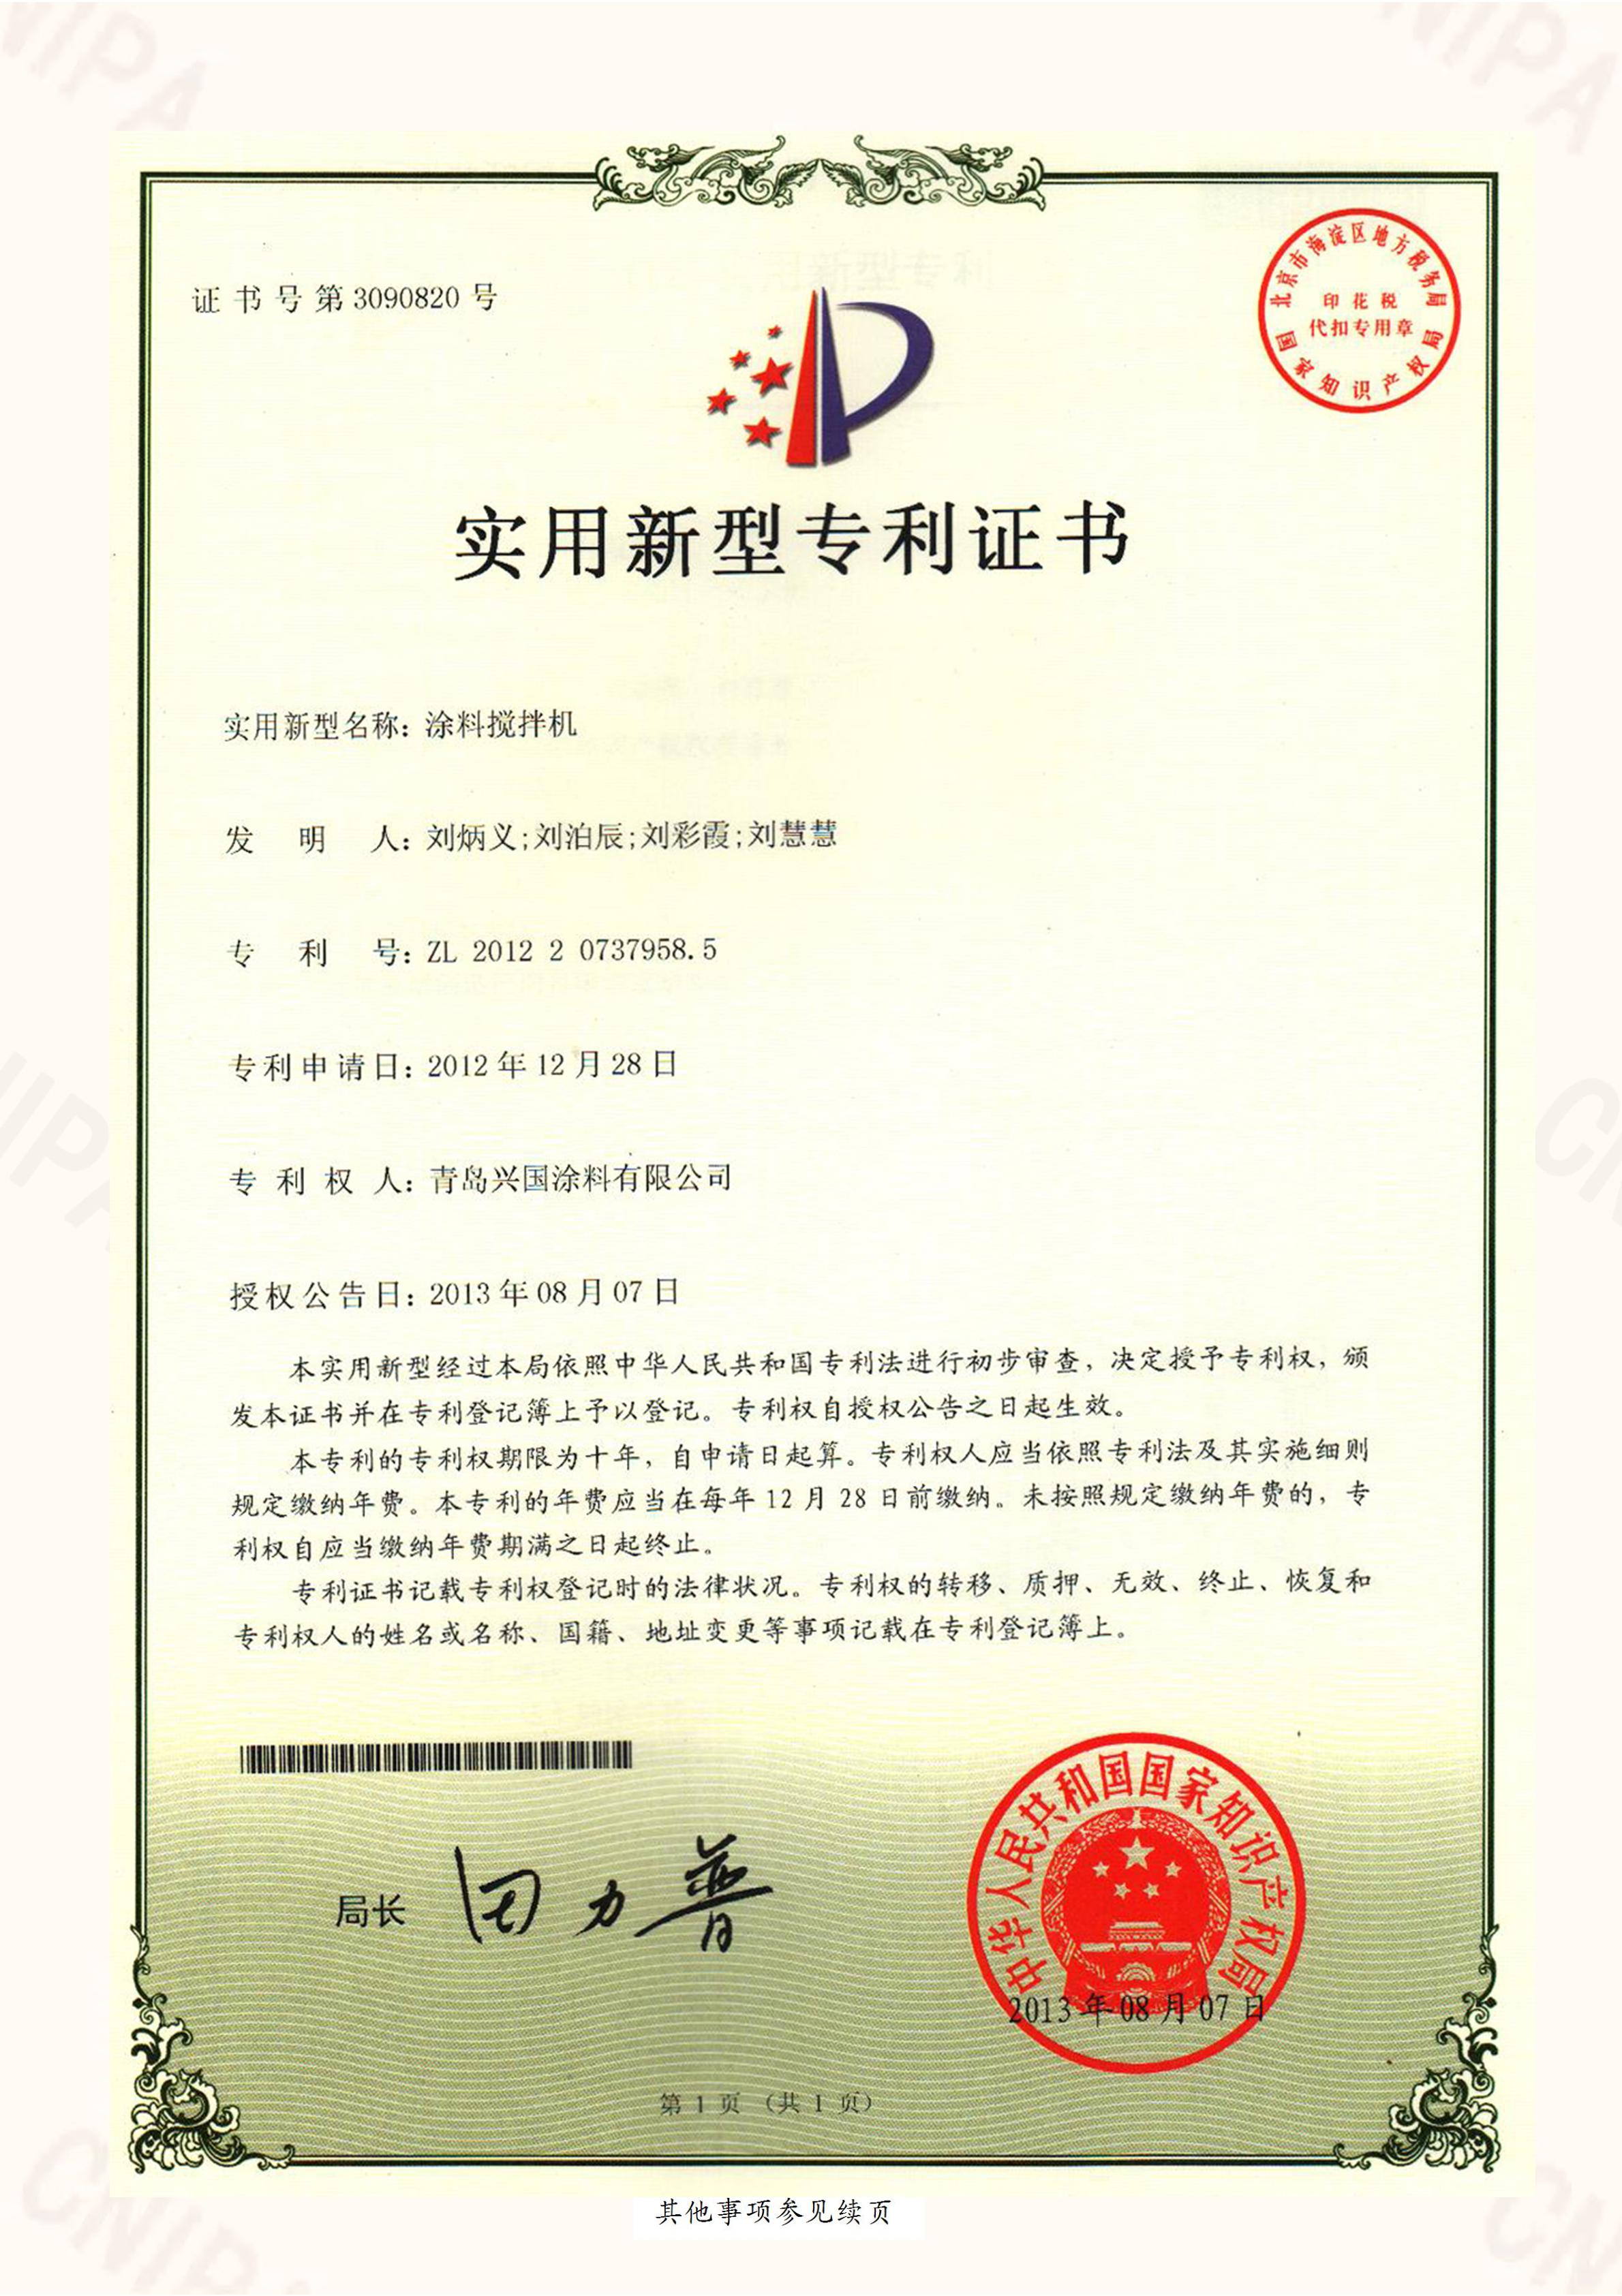 CNIPA
CNIPA
证书号第3090820号
北京市海淀区地方税务局
印花税
代扣专用章
国家知识产权局
实用新型专利证书
实用新型名称：涂料搅拌机
发明人：刘炳义;刘泊辰;刘彩霞;刘慧慧
专利号：ZL 2012 2 0737958.5
专利申请日：2012年12月28日
专利权人：青岛兴国涂料有限公司
授权公告日：2013年08月07日
本实用新型经过本局依照中华人民共和国专利法进行初步审查，决定授予专利权，颁
发本证书并在专利登记簿上予以登记。专利权自授权公告之日起生效。
本专利的专利权期限为十年，自申请日起算。专利权人应当依照专利法及其实施细则
规定缴纳年费。本专利的年费应当在每年12月28日前缴纳。未按照规定缴纳年费的，专
利权自应当缴纳年费期满之日起终止。
专利证书记载专利权登记时的法律状况。专利权的转移、质押、无效、终止、恢复和
专利权人的姓名或名称、国籍、地址变更等事项记载在专利登记簿上。
局长
田力普
中华人民共和国国家知识产权局
2013年08月07日
第1页（共1页）
CNIPA
其他事项参见续页